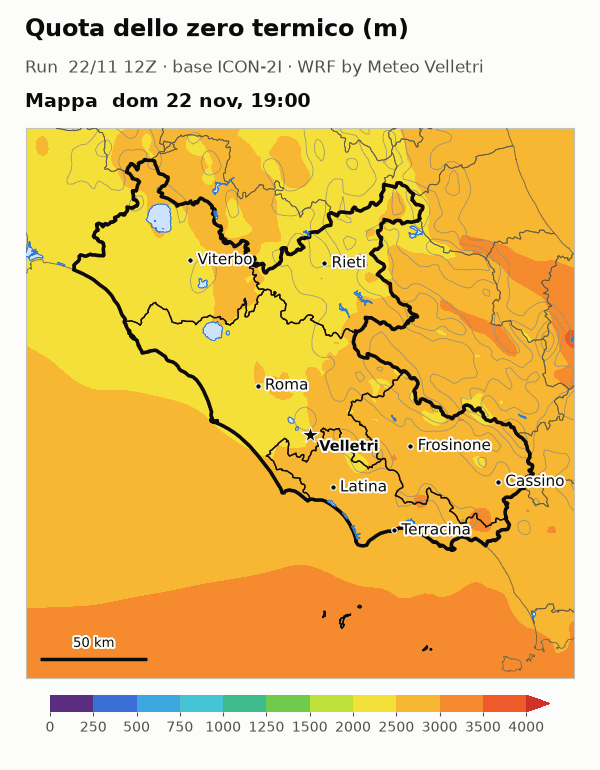 Quota dello zero termico (m)
Run  22/11 12Z · base ICON-2I · WRF by Meteo Velletri
Mappa  dom 22 nov, 19:00
Viterbo
Rieti
Roma
Velletri
Frosinone
Latina
Cassino
Terracina
50 km
0 250 500 750 1000 1250 1500 2000 2500 3000 3500 4000